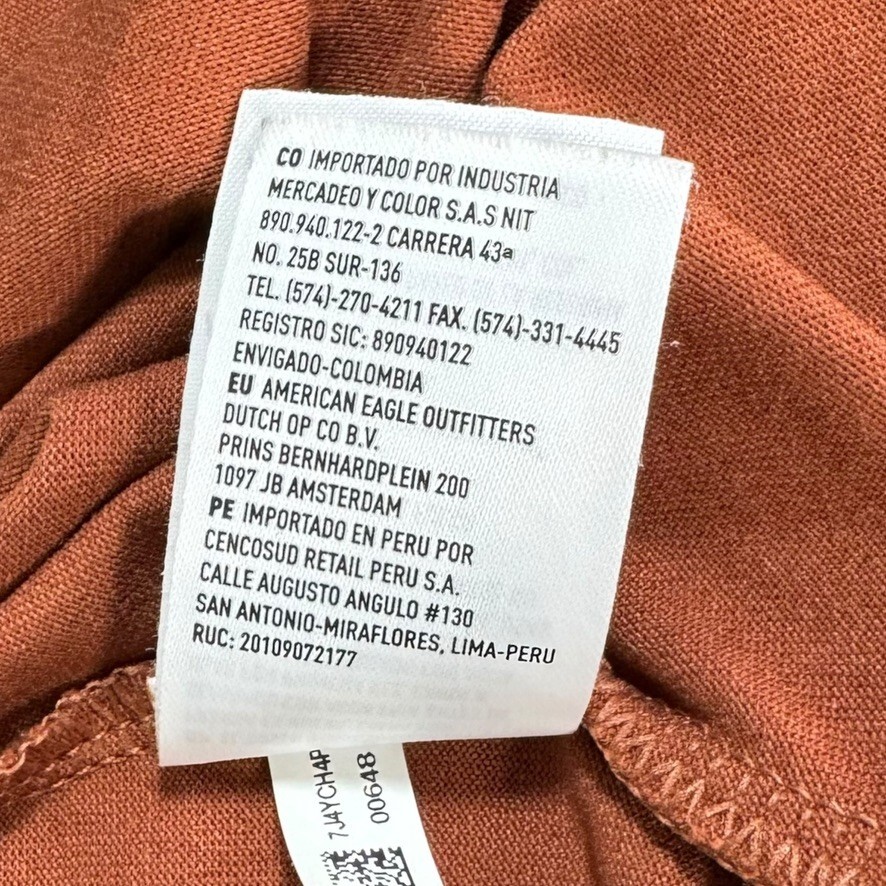 CO IMPORTADO POR INDUSTRIA
MERCADEO Y COLOR S.A.S NIT
890.940.122-2 CARRERA 43ª
NO. 25B SUR-136
TEL. (574)-270-4211 FAX. (574)-331-4445
REGISTRO SIC: 890940122
ENVIGADO-COLOMBIA
EU AMERICAN EAGLE OUTFITTERS
DUTCH OP CO B.V.
PRINS BERNHARDPLEIN 200
1097 JB AMSTERDAM
PE IMPORTADO EN PERU POR
CENCOSUD RETAIL PERU S.A.
CALLE AUGUSTO ANGULO #130
SAN ANTONIO-MIRAFLORES, LIMA-PERU
RUC: 20109072177
7J4YCH4P
00648